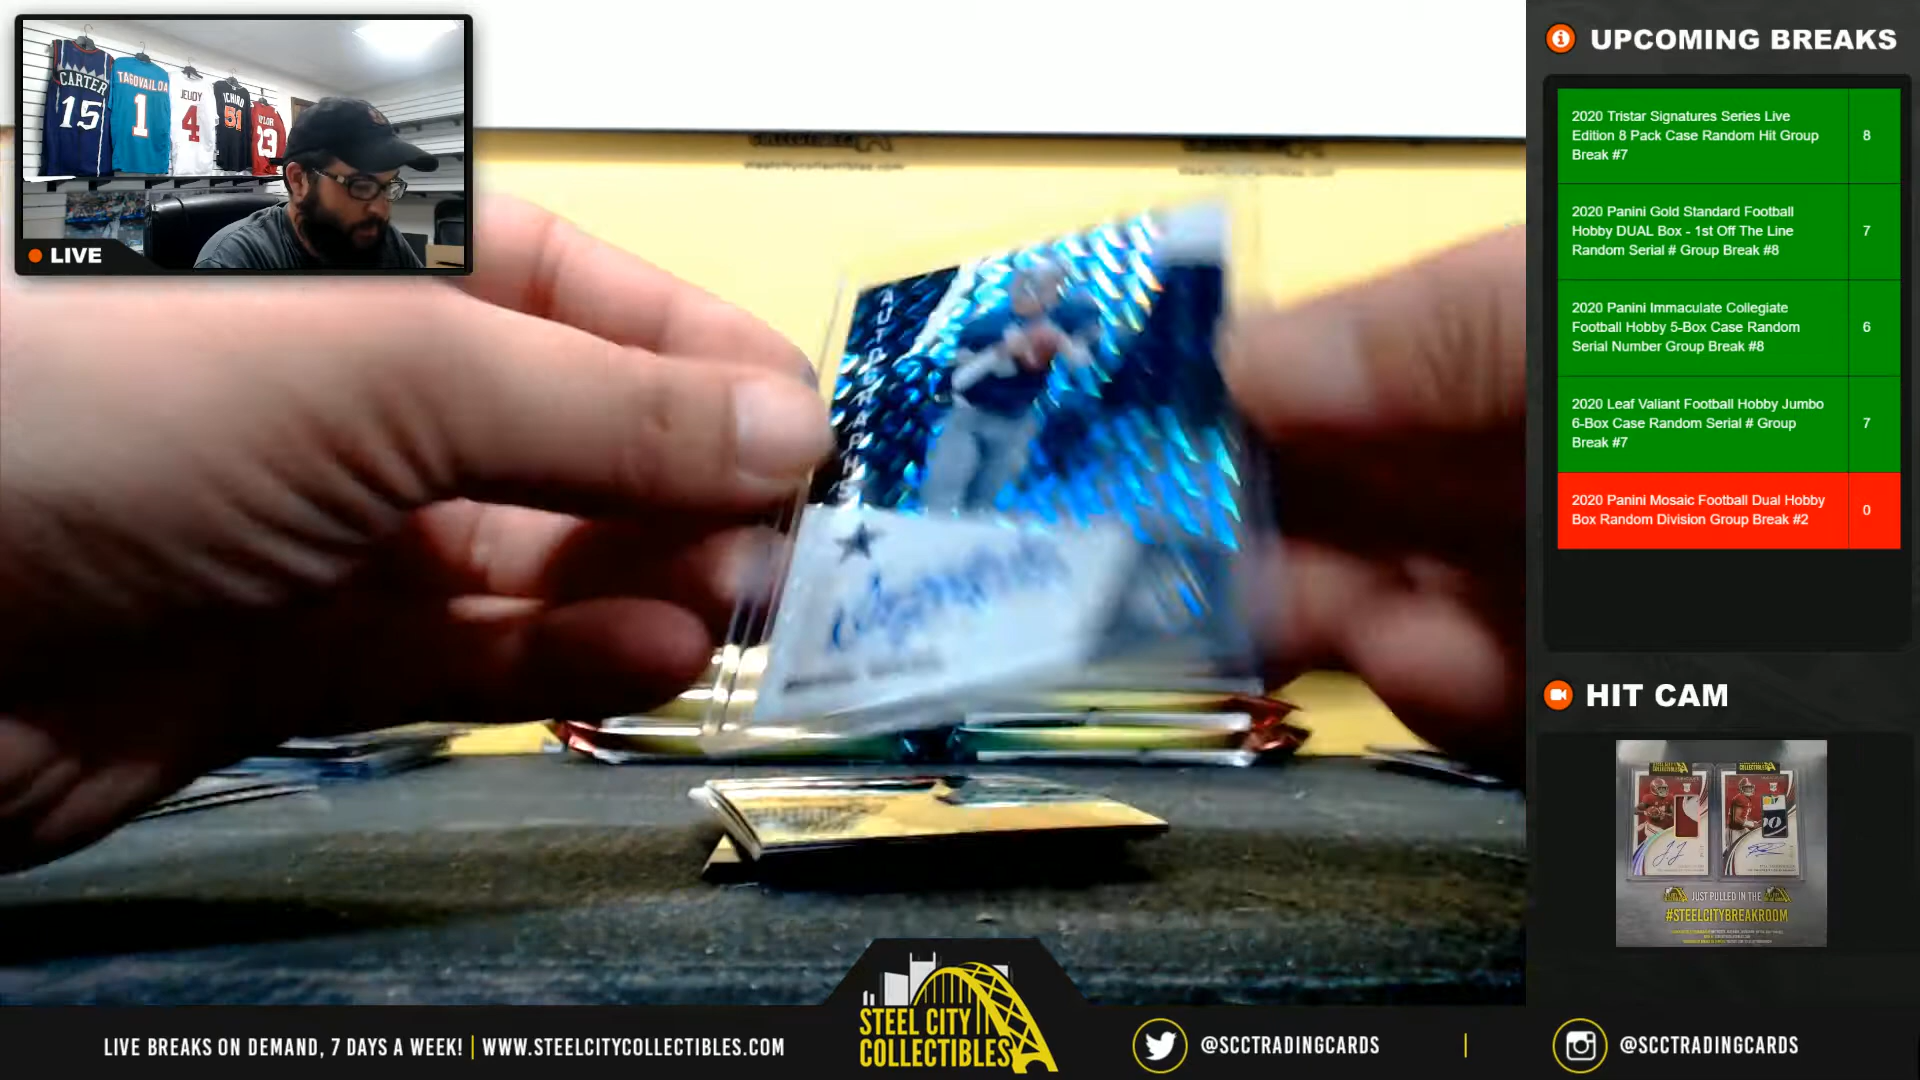 CARTER
15
TAGOVAILOA
1
JEUDY
4
ICHIRO
51
23
LIVE
AUTOGRAPHS
steelcitycollectibles.com
UPCOMING BREAKS
2020 Tristar Signatures Series Live
Edition 8 Pack Case Random Hit Group
Break #7
8
2020 Panini Gold Standard Football
Hobby DUAL Box - 1st Off The Line
Random Serial # Group Break #8
7
2020 Panini Immaculate Collegiate
Football Hobby 5-Box Case Random
Serial Number Group Break #8
6
2020 Leaf Valiant Football Hobby Jumbo
6-Box Case Random Serial # Group
Break #7
7
2020 Panini Mosaic Football Dual Hobby
Box Random Division Group Break #2
0
HIT CAM
JUST PULLED IN THE
#STEELCITYBREAKROOM
LIVE BREAKS ON DEMAND, 7 DAYS A WEEK! | WWW.STEELCITYCOLLECTIBLES.COM
STEEL CITY
COLLECTIBLES
@SCCTRADINGCARDS
|
@SCCTRADINGCARDS